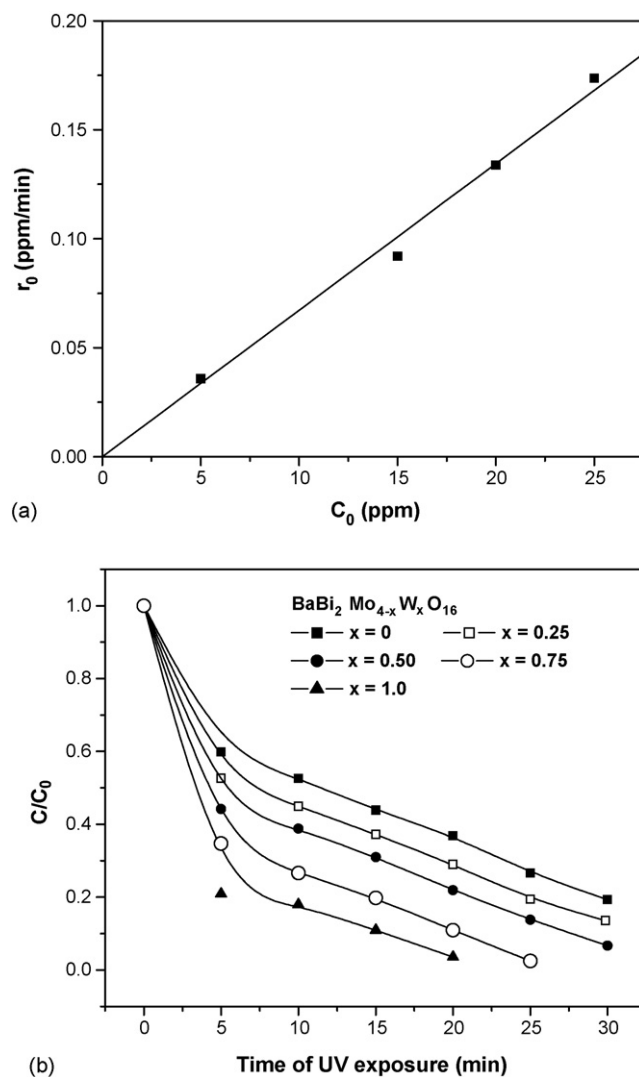 0.20
0.15
0.10
0.05
0.00
r₀ (ppm/min)
0 5 10 15 20 25
C₀ (ppm)
(a)
1.0
0.8
0.6
0.4
0.2
0.0
C/C₀
BaBi₂ Mo₄₋ₓWₓO₁₆
x = 0 x = 0.25
x = 0.50 x = 0.75
x = 1.0
0 5 10 15 20 25 30
Time of UV exposure (min)
(b)